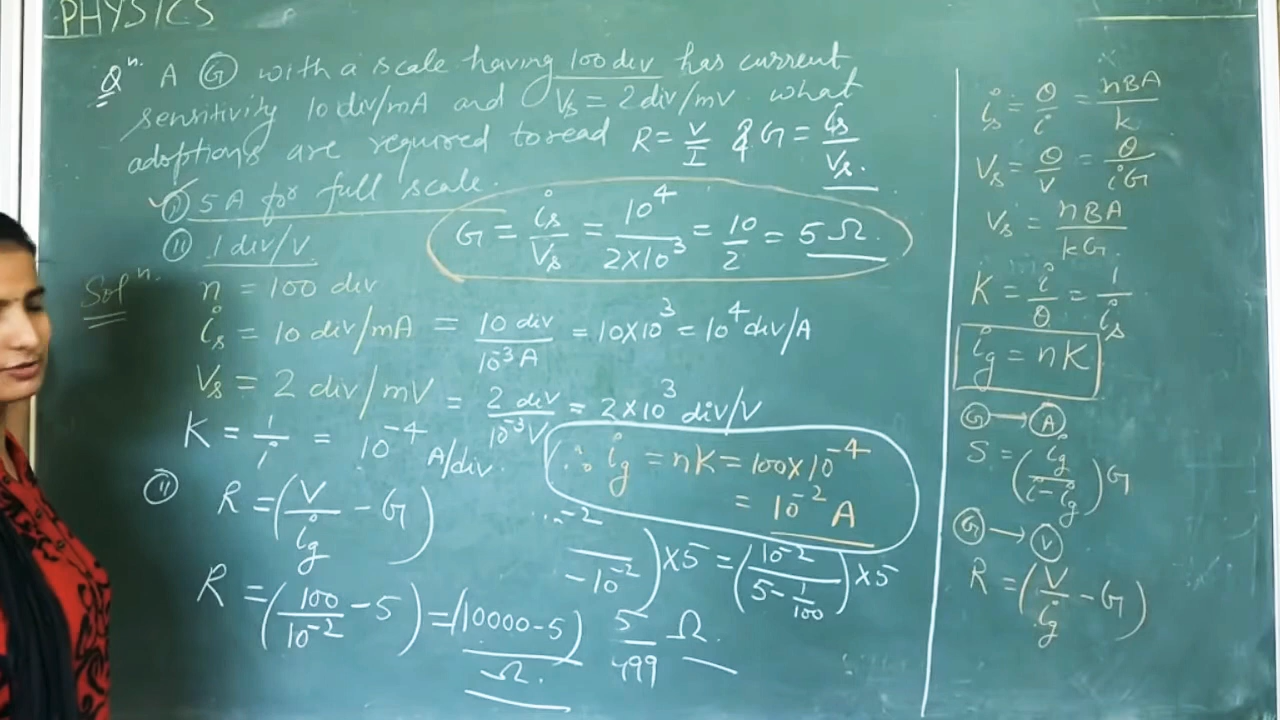 PHYSICS
Qn. A (G) with a scale having 100 div has current
sensitivity 10 div/mA and Vs = 2 div/mv. what
adoptions are required to read R = V/I & G = is/Vs
(I) 5A for full scale.
G = is/Vs = 10^4/2×10^3 = 10/2 = 5 Ω.
(II) 1 div/v.
Soln.
n = 100 div
is = 10 div/mA = 10 div/10^-3 A = 10×10^3 = 10^4 div/A
Vs = 2 div/mV = 2 div/10^-3 V = 2×10^3 div/V
K = 1/i = 10^-4 A/div.
∴ ig = nK = 100×10^-4
= 10^-2 A
(II) R = (V/ig - G)
-10^-2) ×5 = (10^-2/5-1/100) ×5
R = (100/10^-2 - 5) = (10000-5) Ω.
5/499 Ω
is = θ/i = nBA/k
Vs = θ/v = θ/iG
Vs = nBA/kG
K = i/θ = 1/is
ig = nK
(G) → (A)
S = (ig/i-ig) G
(G) → (V)
R = (V/ig - G)